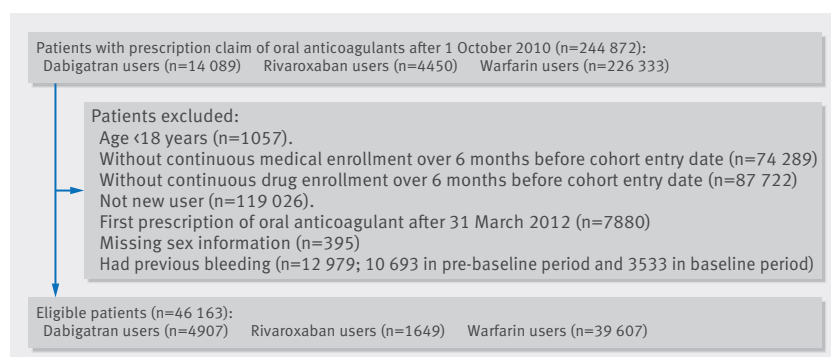 Patients with prescription claim of oral anticoagulants after 1 October 2010 (n=244 872):
Dabigatran users (n=14 089) Rivaroxaban users (n=4450) Warfarin users (n=226 333)
Patients excluded:
Age <18 years (n=1057).
Without continuous medical enrollment over 6 months before cohort entry date (n=74 289)
Without continuous drug enrollment over 6 months before cohort entry date (n=87 722)
Not new user (n=119 026).
First prescription of oral anticoagulant after 31 March 2012 (n=7880)
Missing sex information (n=395)
Had previous bleeding (n=12 979; 10 693 in pre-baseline period and 3533 in baseline period)
Eligible patients (n=46 163):
Dabigatran users (n=4907) Rivaroxaban users (n=1649) Warfarin users (n=39 607)